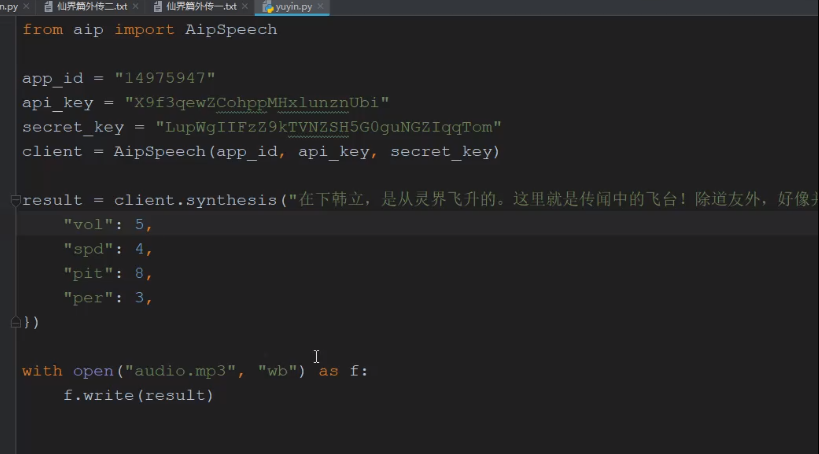 n.py 仙界篇外传二.txt 仙界篇外传一.txt yuyin.py
from aip import AipSpeech
app_id = "14975947"
api_key = "X9f3qewZCohppMHxlunznUbi"
secret_key = "LupWgIIFzZ9kTVNZSH5G0guNGZIqqTom"
client = AipSpeech(app_id, api_key, secret_key)
result = client.synthesis("在下韩立，是从灵界飞升的。这里就是传闻中的飞台！除道友外，好像
"vol": 5,
"spd": 4,
"pit": 8,
"per": 3,
})
with open("audio.mp3", "wb") as f:
f.write(result)